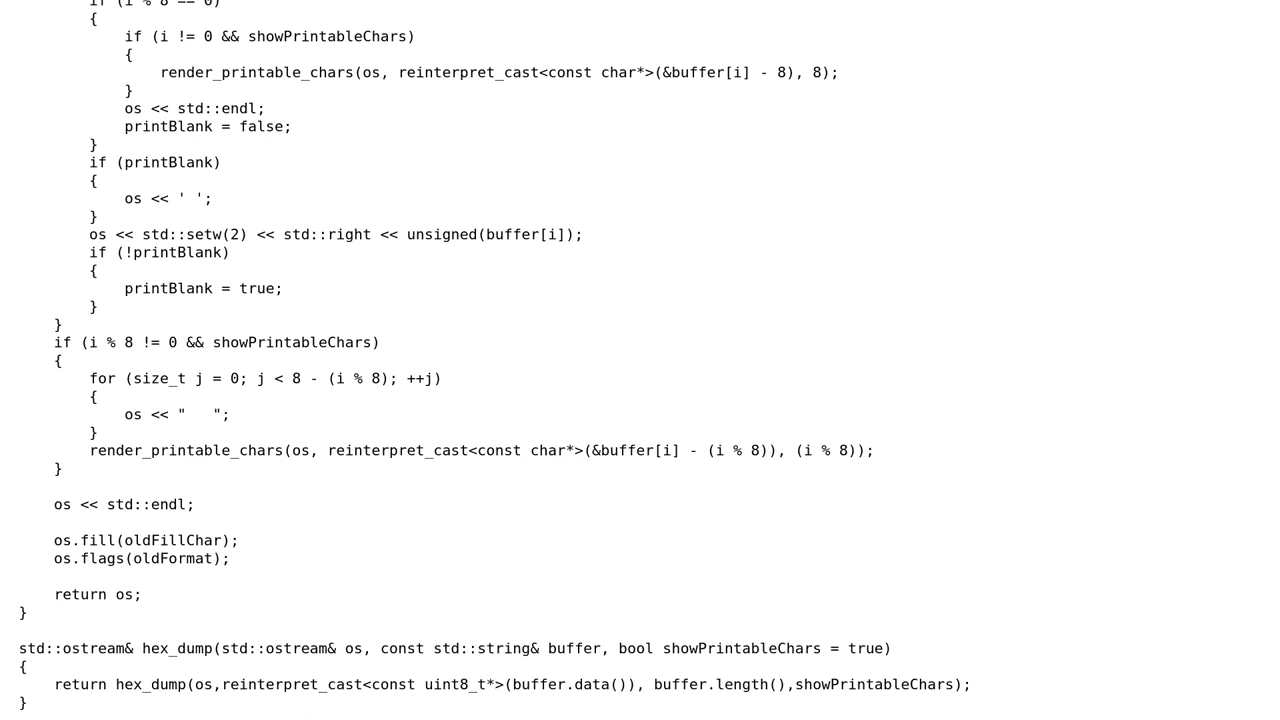 if (i % 8 == 0)
{
if (i != 0 && showPrintableChars)
{
render_printable_chars(os, reinterpret_cast<const char*>(&buffer[i] - 8), 8);
}
os << std::endl;
printBlank = false;
}
if (printBlank)
{
os << ' ';
}
os << std::setw(2) << std::right << unsigned(buffer[i]);
if (!printBlank)
{
printBlank = true;
}
}
if (i % 8 != 0 && showPrintableChars)
{
for (size_t j = 0; j < 8 - (i % 8); ++j)
{
os << "   ";
}
render_printable_chars(os, reinterpret_cast<const char*>(&buffer[i] - (i % 8)), (i % 8));
}
os << std::endl;
os.fill(oldFillChar);
os.flags(oldFormat);
return os;
}
std::ostream& hex_dump(std::ostream& os, const std::string& buffer, bool showPrintableChars = true)
{
return hex_dump(os,reinterpret_cast<const uint8_t*>(buffer.data()), buffer.length(),showPrintableChars);
}